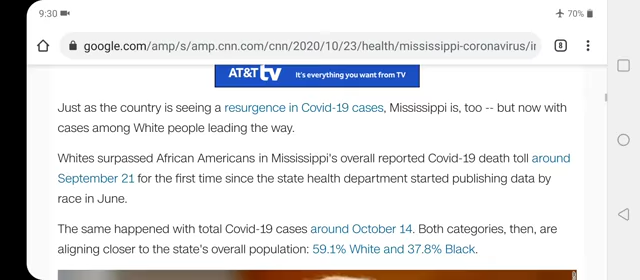 9:30
70%
google.com/amp/s/amp.cnn.com/cnn/2020/10/23/health/mississippi-coronavirus/
8
AT&T tv It's everything you want from TV
Just as the country is seeing a resurgence in Covid-19 cases, Mississippi is, too -- but now with
cases among White people leading the way.
Whites surpassed African Americans in Mississippi's overall reported Covid-19 death toll around
September 21 for the first time since the state health department started publishing data by
race in June.
The same happened with total Covid-19 cases around October 14. Both categories, then, are
aligning closer to the state's overall population: 59.1% White and 37.8% Black.